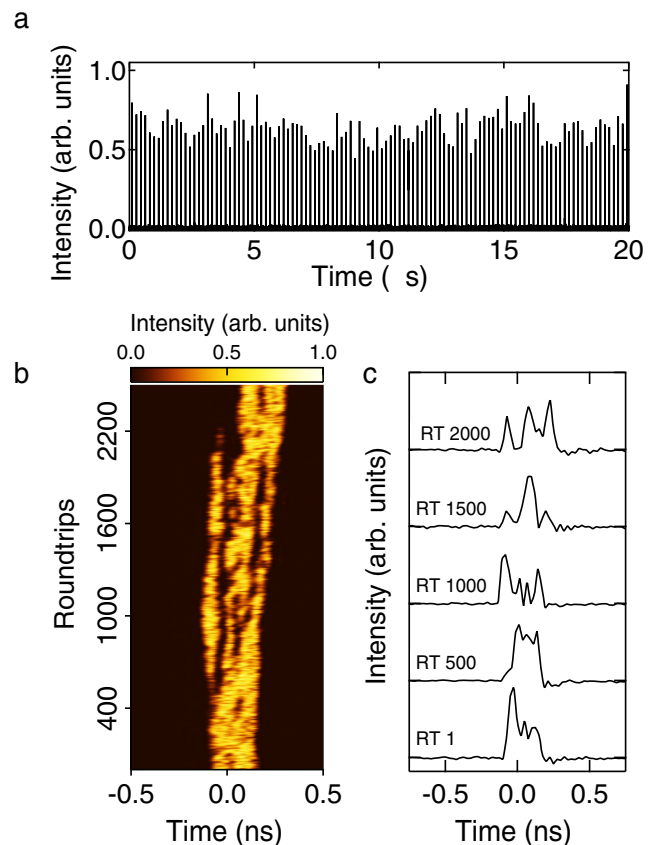 a
Intensity (arb. units)
1.0
0.5
0.0
0 5 10 15 20
Time ( s)
Intensity (arb. units)
0.0 0.5 1.0
b
Roundtrips
2200
1600
1000
400
-0.5 0.0 0.5
Time (ns)
c
Intensity (arb. units)
RT 2000
RT 1500
RT 1000
RT 500
RT 1
-0.5 0.0 0.5
Time (ns)